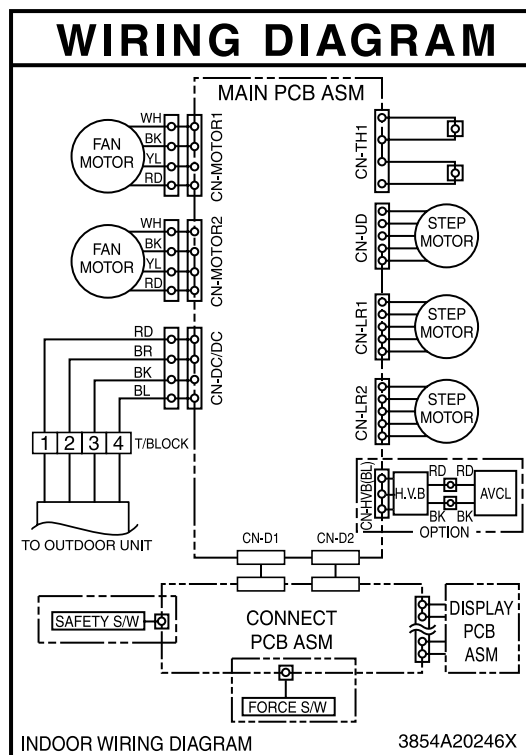 WIRING DIAGRAM
MAIN PCB ASM
FAN
MOTOR
WH
BK
YL
RD
CN-MOTOR1
FAN
MOTOR
WH
BK
YL
RD
CN-MOTOR2
RD
BR
BK
BL
CN-DC/DC
1 2 3 4 T/BLOCK
TO OUTDOOR UNIT
CN-TH1
CN-UD
STEP
MOTOR
CN-LR1
STEP
MOTOR
CN-LR2
STEP
MOTOR
CN-HVB(BL)
H.V.B
RD RD
BK BK
AVCL
OPTION
CN-D1 CN-D2
SAFETY S/W
CONNECT
PCB ASM
DISPLAY
PCB
ASM
FORCE S/W
INDOOR WIRING DIAGRAM 3854A20246X